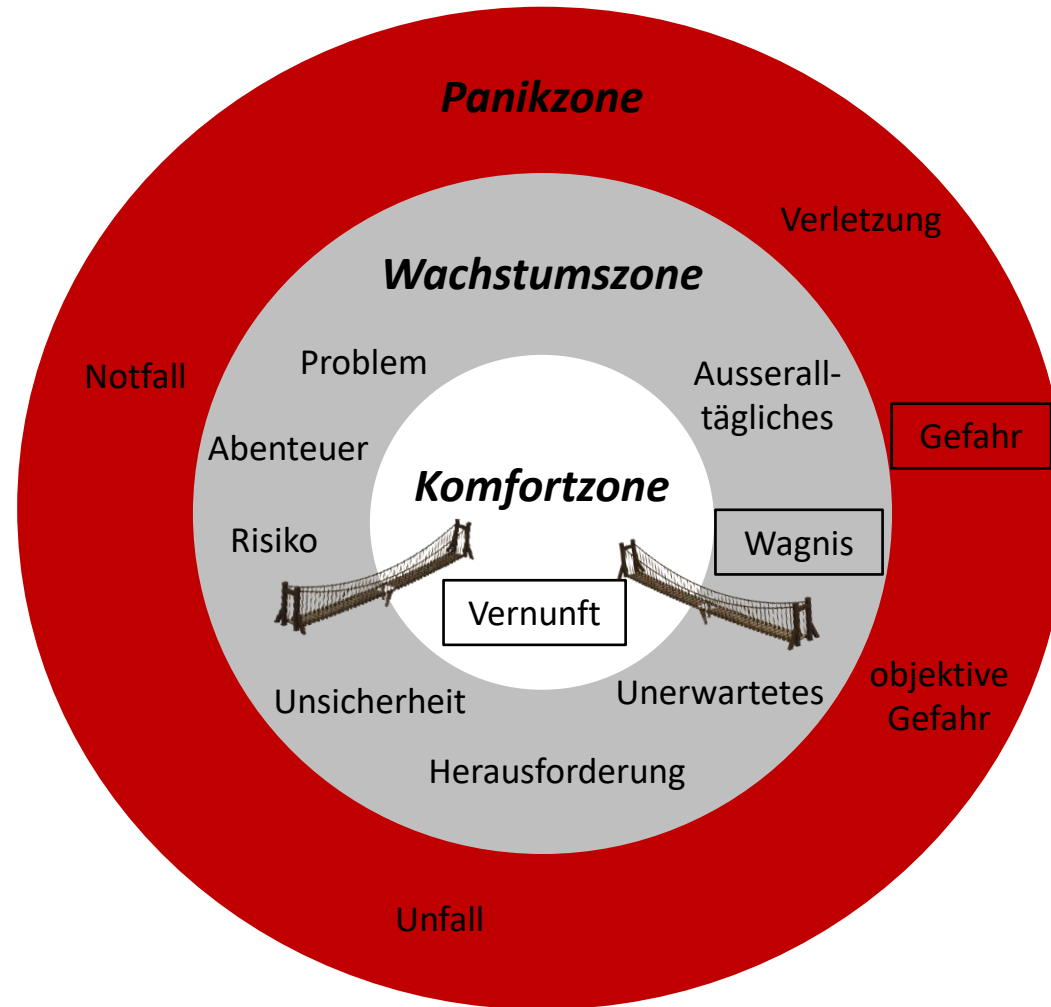 Panikzone
Verletzung
Wachstumszone
Problem
Notfall
Ausserall-
tägliches
Gefahr
Abenteuer
Komfortzone
Risiko
Wagnis
Vernunft
Unsicherheit
Unerwartetes
objektive
Gefahr
Herausforderung
Unfall